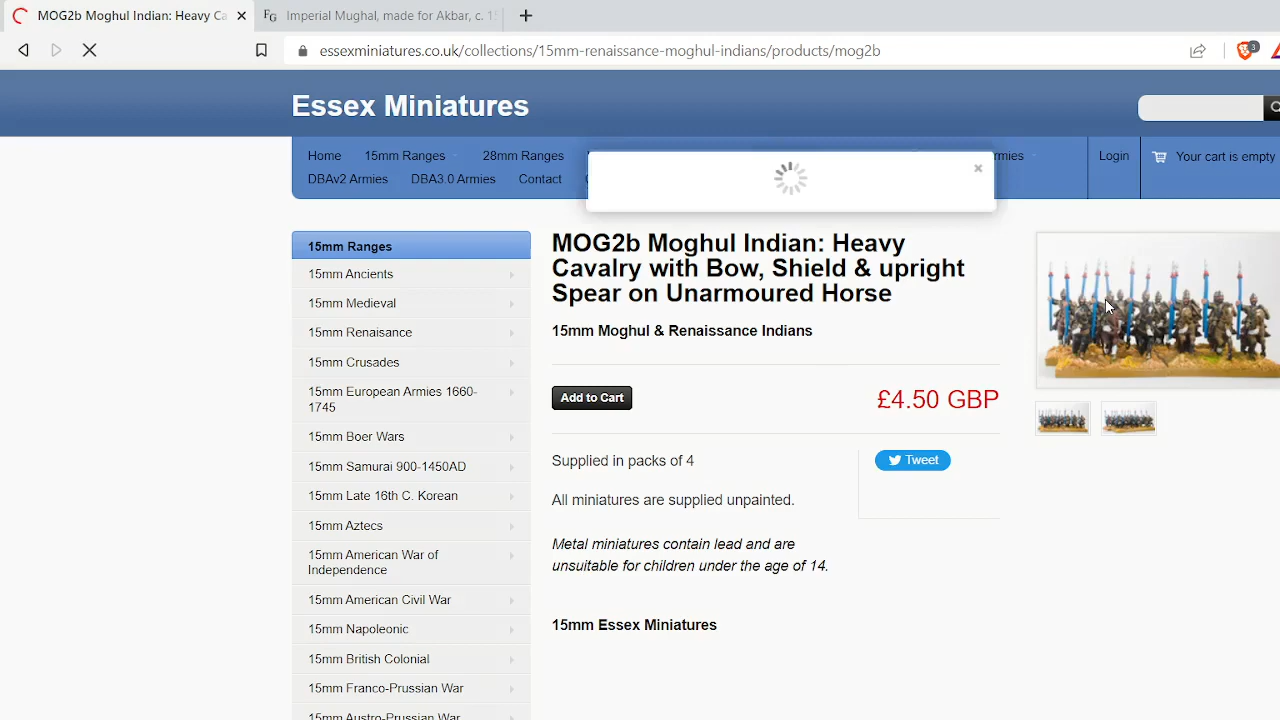 MOG2b Moghul Indian: Heavy Ca
Imperial Mughal, made for Akbar, c. 15
essexminiatures.co.uk/collections/15mm-renaissance-moghul-indians/products/mog2b
3
Essex Miniatures
Home 15mm Ranges 28mm Ranges rmies Login Your cart is empty
DBAv2 Armies DBA3.0 Armies Contact
×
15mm Ranges
15mm Ancients
15mm Medieval
15mm Renaisance
15mm Crusades
15mm European Armies 1660-
1745
15mm Boer Wars
15mm Samurai 900-1450AD
15mm Late 16th C. Korean
15mm Aztecs
15mm American War of
Independence
15mm American Civil War
15mm Napoleonic
15mm British Colonial
15mm Franco-Prussian War
15mm Austro-Prussian War
MOG2b Moghul Indian: Heavy
Cavalry with Bow, Shield & upright
Spear on Unarmoured Horse
15mm Moghul & Renaissance Indians
Add to Cart £4.50 GBP
Supplied in packs of 4
Tweet
All miniatures are supplied unpainted.
Metal miniatures contain lead and are
unsuitable for children under the age of 14.
15mm Essex Miniatures